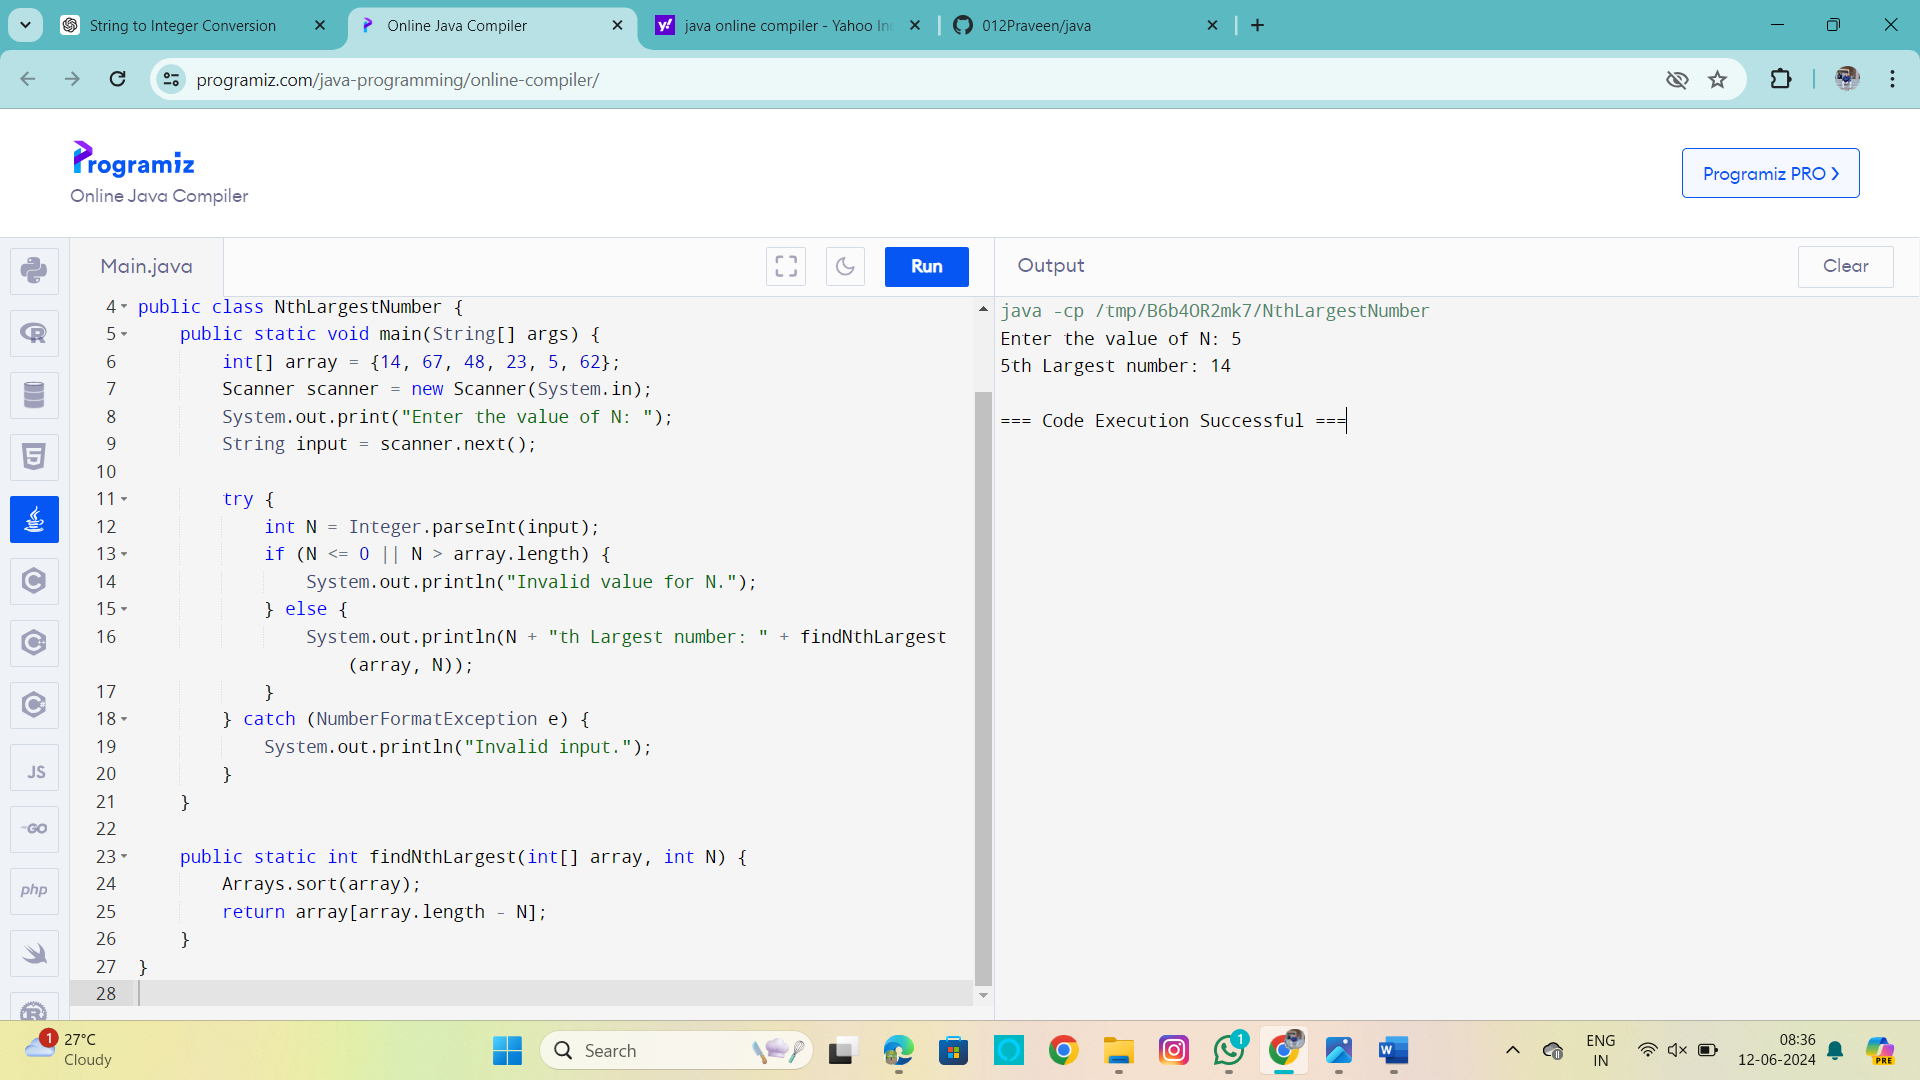 String to Integer Conversion
Online Java Compiler
java online compiler - Yahoo In
012Praveen/java
programiz.com/java-programming/online-compiler/
Programiz
Online Java Compiler
Programiz PRO
Main.java
Run
Output
Clear
4 public class NthLargestNumber {
5 public static void main(String[] args) {
6 int[] array = {14, 67, 48, 23, 5, 62};
7 Scanner scanner = new Scanner(System.in);
8 System.out.print("Enter the value of N: ");
9 String input = scanner.next();
10
11 try {
12 int N = Integer.parseInt(input);
13 if (N <= 0 || N > array.length) {
14 System.out.println("Invalid value for N.");
15 } else {
16 System.out.println(N + "th Largest number: " + findNthLargest
(array, N));
17 }
18 } catch (NumberFormatException e) {
19 System.out.println("Invalid input.");
20 }
21 }
22
23 public static int findNthLargest(int[] array, int N) {
24 Arrays.sort(array);
25 return array[array.length - N];
26 }
27 }
28
java -cp /tmp/B6b4OR2mk7/NthLargestNumber
Enter the value of N: 5
5th Largest number: 14
=== Code Execution Successful ===
JS
GO
php
1
27°C
Cloudy
Search
1
W
ENG
IN
08:36
12-06-2024
PRE